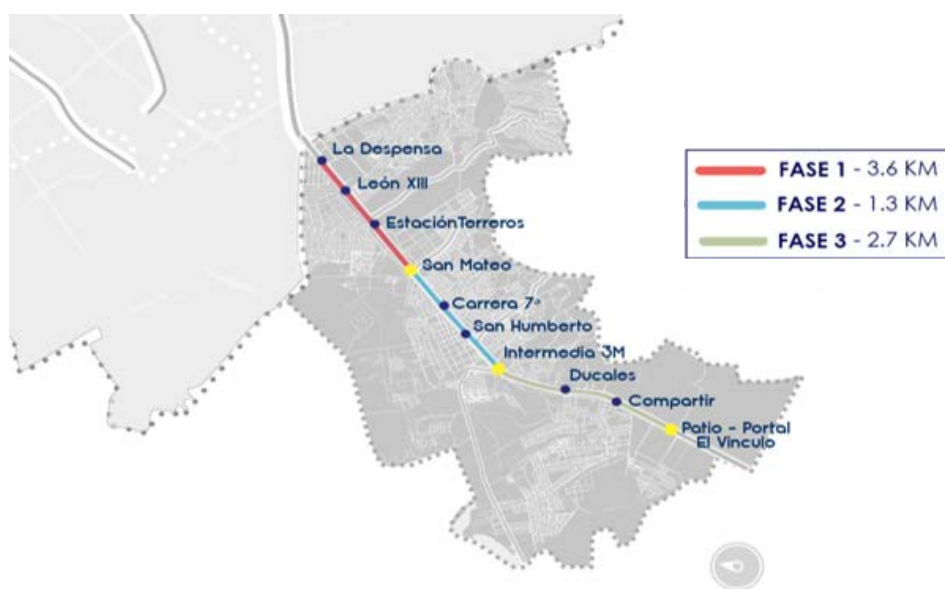 La Despensa
León XIII
EstaciónTerreros
San Mateo
Carrera 7ª
San Humberto
Intermedia 3M
Ducales
Compartir
Patio - Portal
El Vinculo
FASE 1 - 3.6 KM
FASE 2 - 1.3 KM
FASE 3 - 2.7 KM